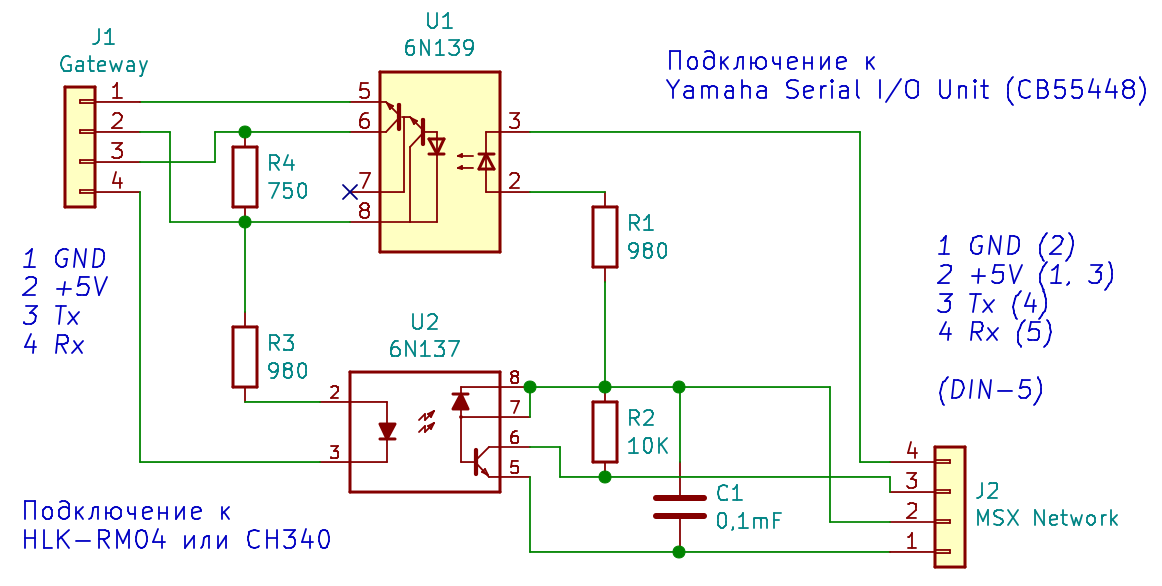 J1
Gateway
1
2
3
4
U1
6N139
5
6
7
8
3
2
Подключение к
Yamaha Serial I/O Unit (CB55448)
R4
750
R1
980
1 GND
2 +5V
3 Tx
4 Rx
1 GND (2)
2 +5V (1, 3)
3 Tx (4)
4 Rx (5)
(DIN-5)
R3
980
U2
6N137
2
3
8
7
6
5
R2
10K
C1
0,1mF
4
3
2
1
J2
MSX Network
Подключение к
HLK-RM04 или CH340